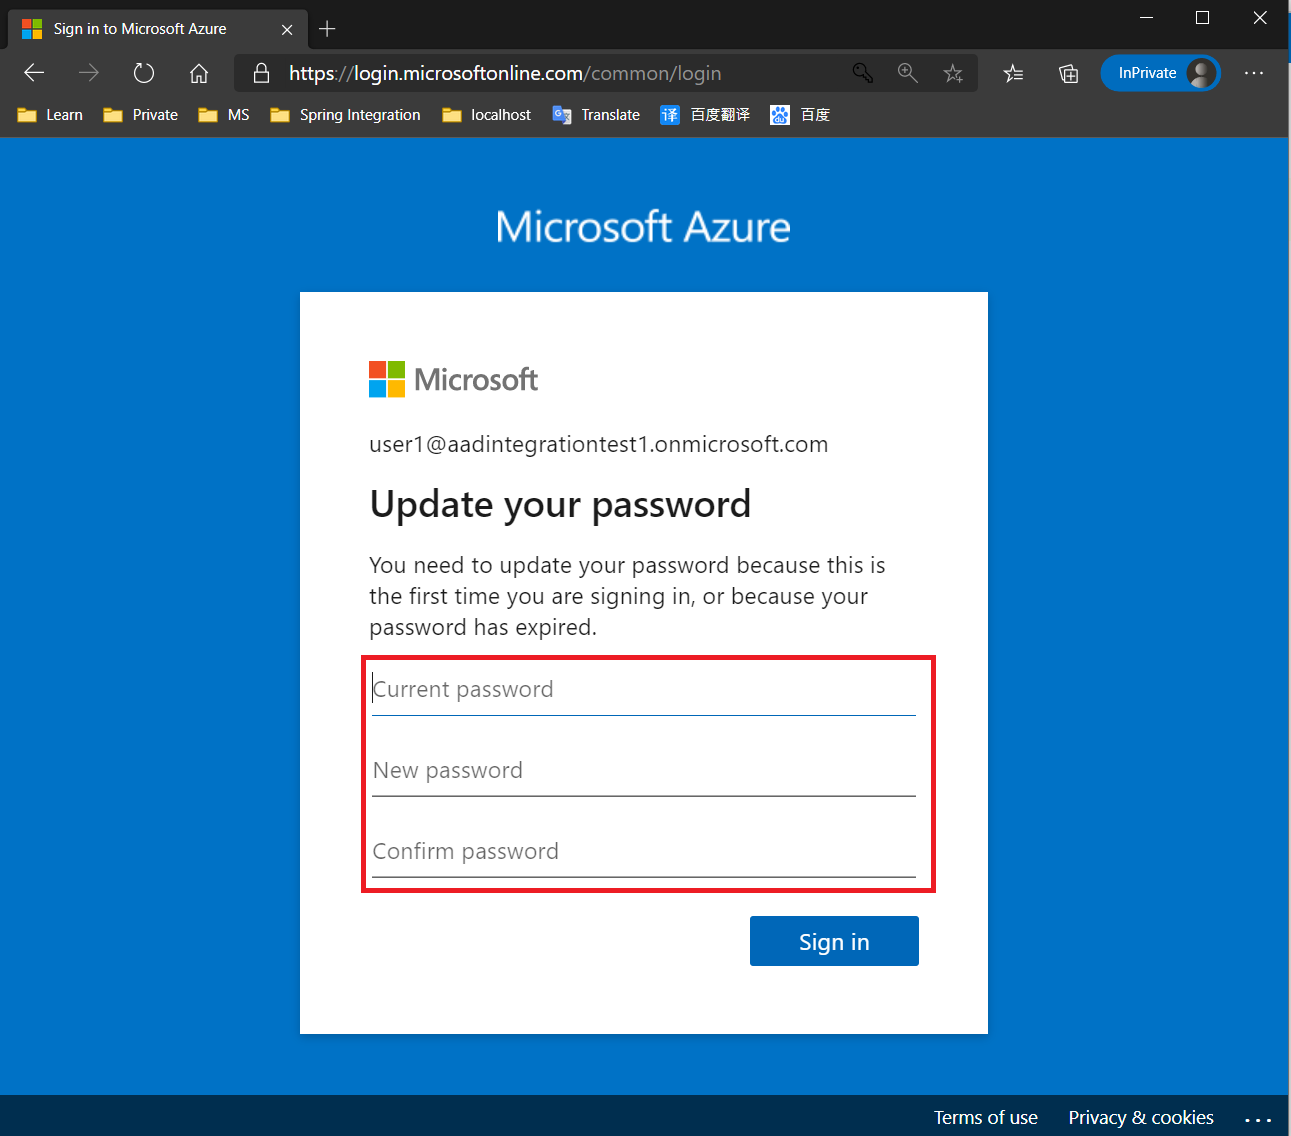 Sign in to Microsoft Azure
https://login.microsoftonline.com/common/login
InPrivate
Learn Private MS Spring Integration localhost Translate 译 百度翻译 du 百度
Microsoft Azure
Microsoft
user1@aadintegrationtest1.onmicrosoft.com
Update your password
You need to update your password because this is
the first time you are signing in, or because your
password has expired.
Current password
New password
Confirm password
Sign in
Terms of use Privacy & cookies ...